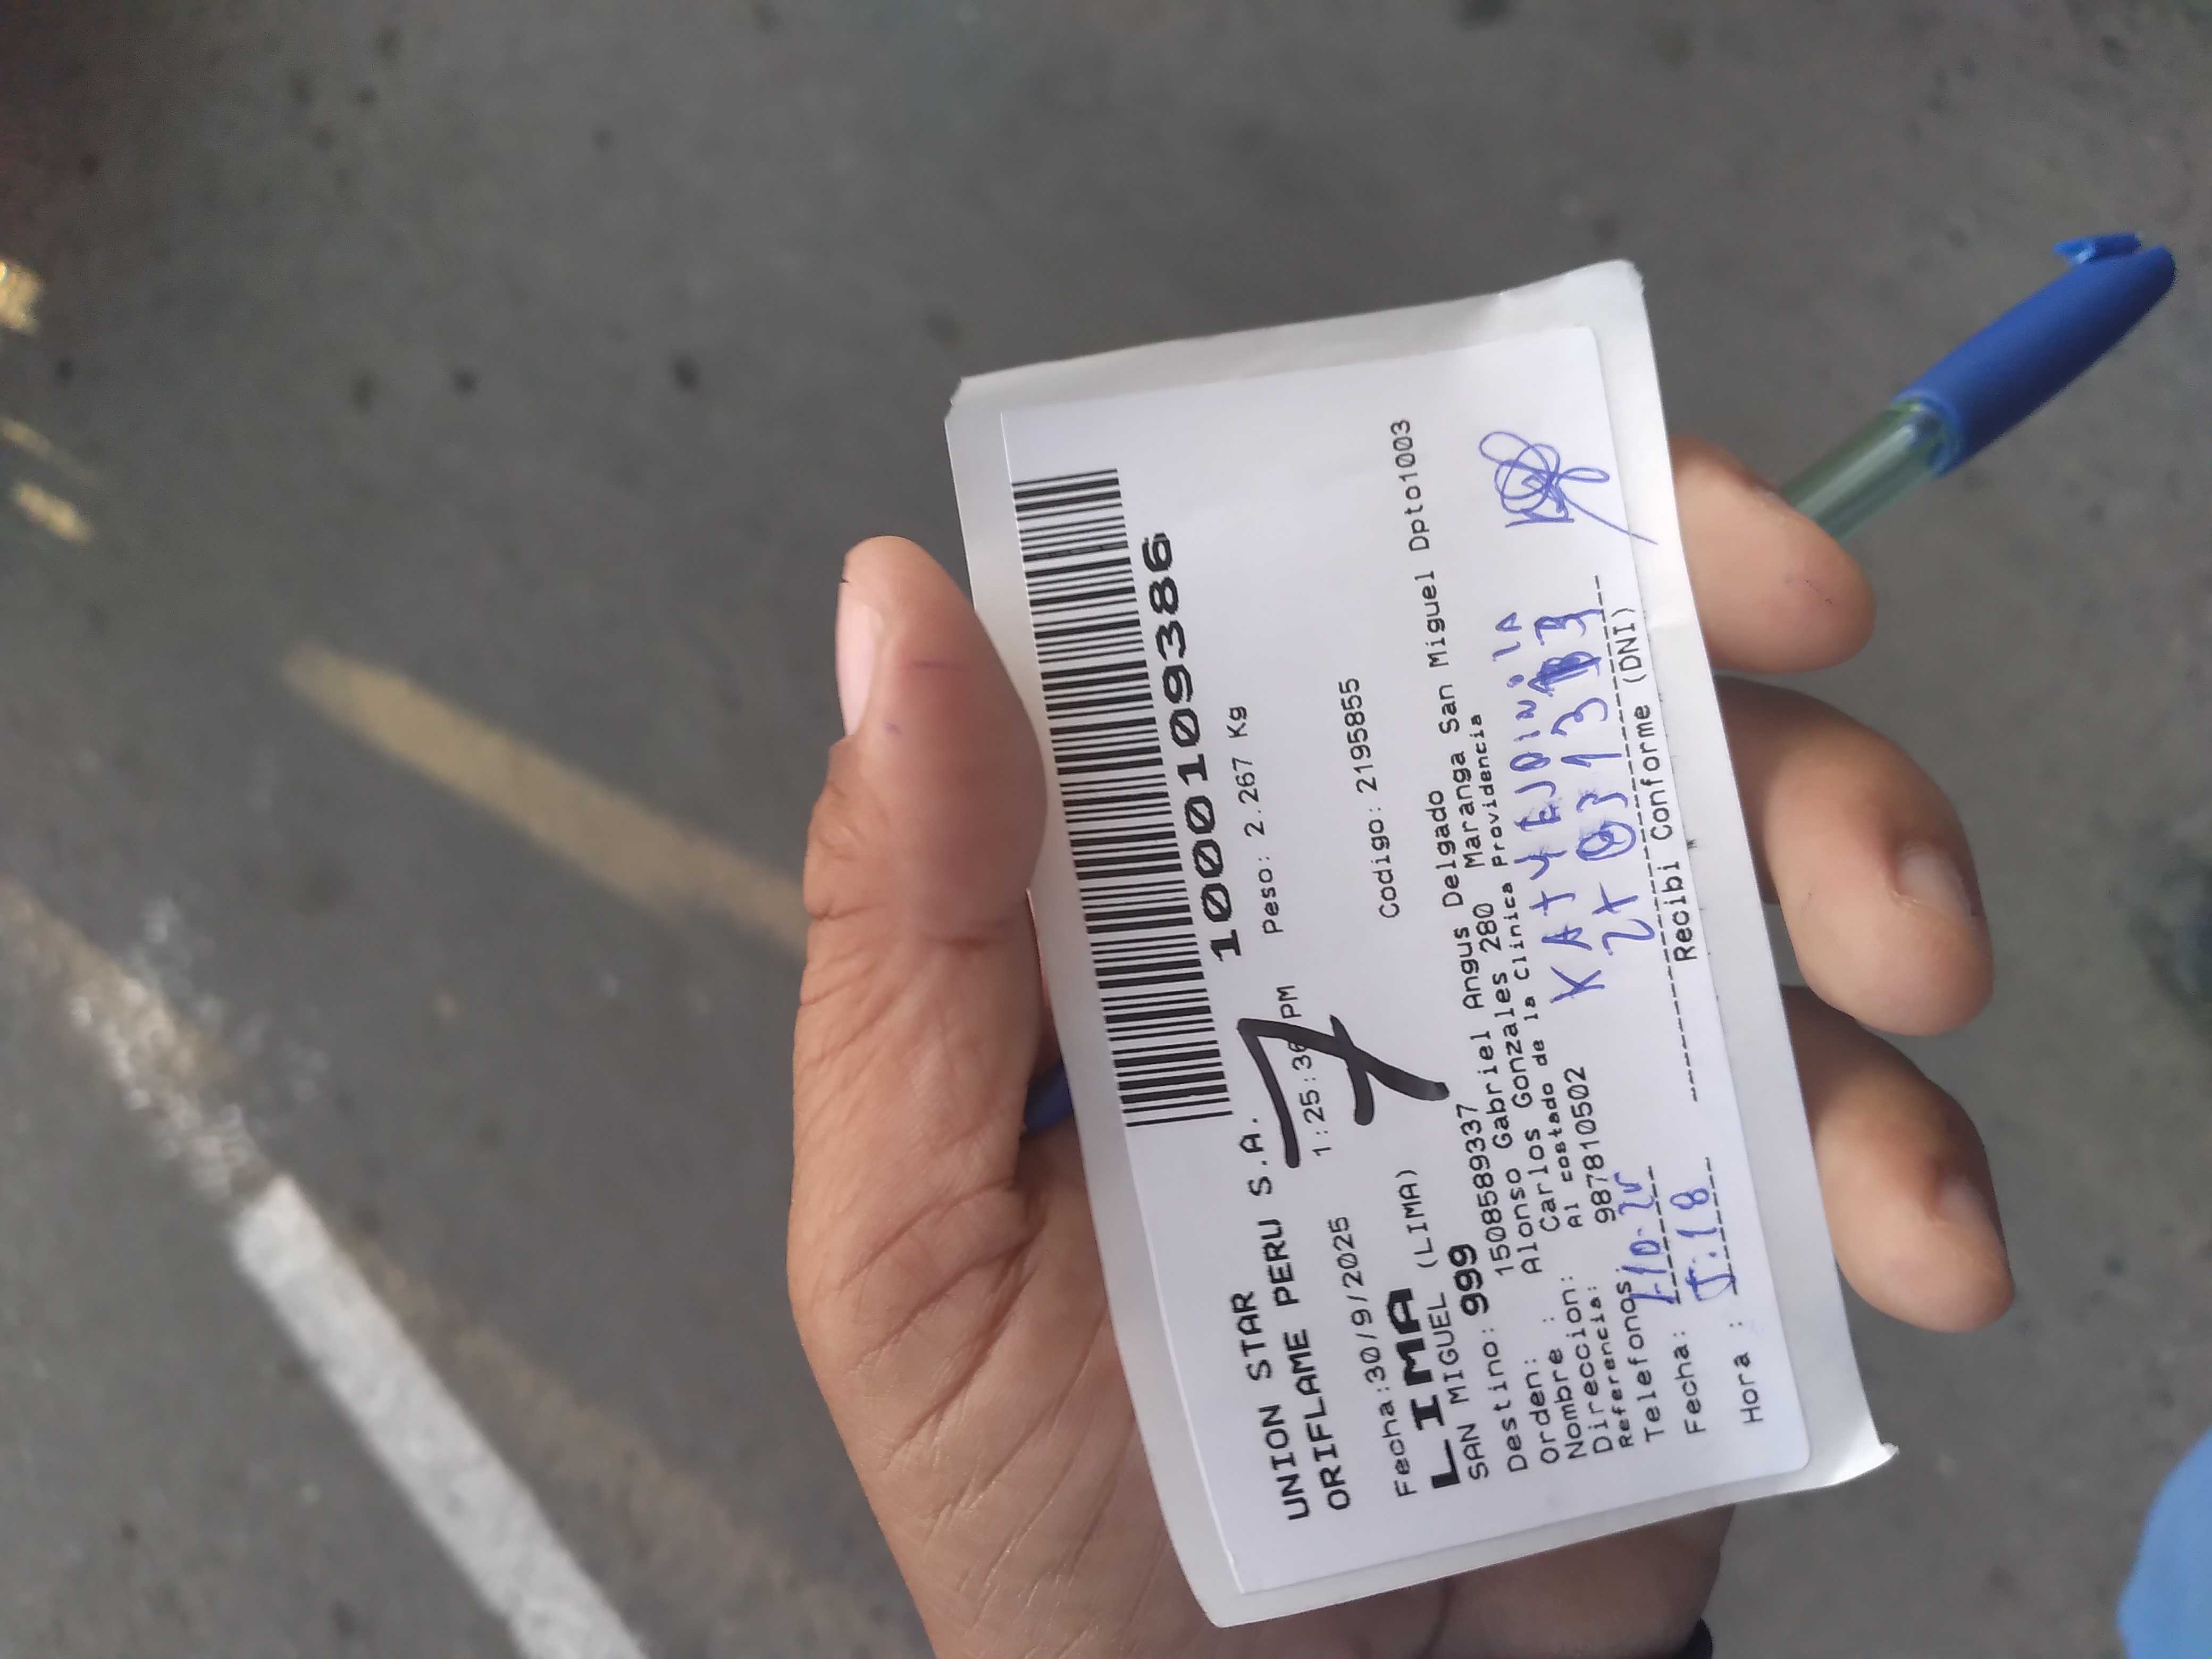 1000109386
UNION STAR
ORIFLAME PERU S.A.
7
Fecha:30/9/2025 1:25:36 PM Peso: 2.267 Kg
LIMA
SAN MIGUEL (LIMA) Codigo: 2195855
Destino: 999
Orden: 1508589337
Nombre : Alonso Gabriel Angus Delgado
Direccion: Carlos Gonzales 280 Maranga San Miguel Dpto1003
Referencia: Al costado de la Clinica Providencia
Telefonos: 987810502
Fecha: 1-10-25
Hora : 5:18
KATY
Recibi Conforme (DNI)